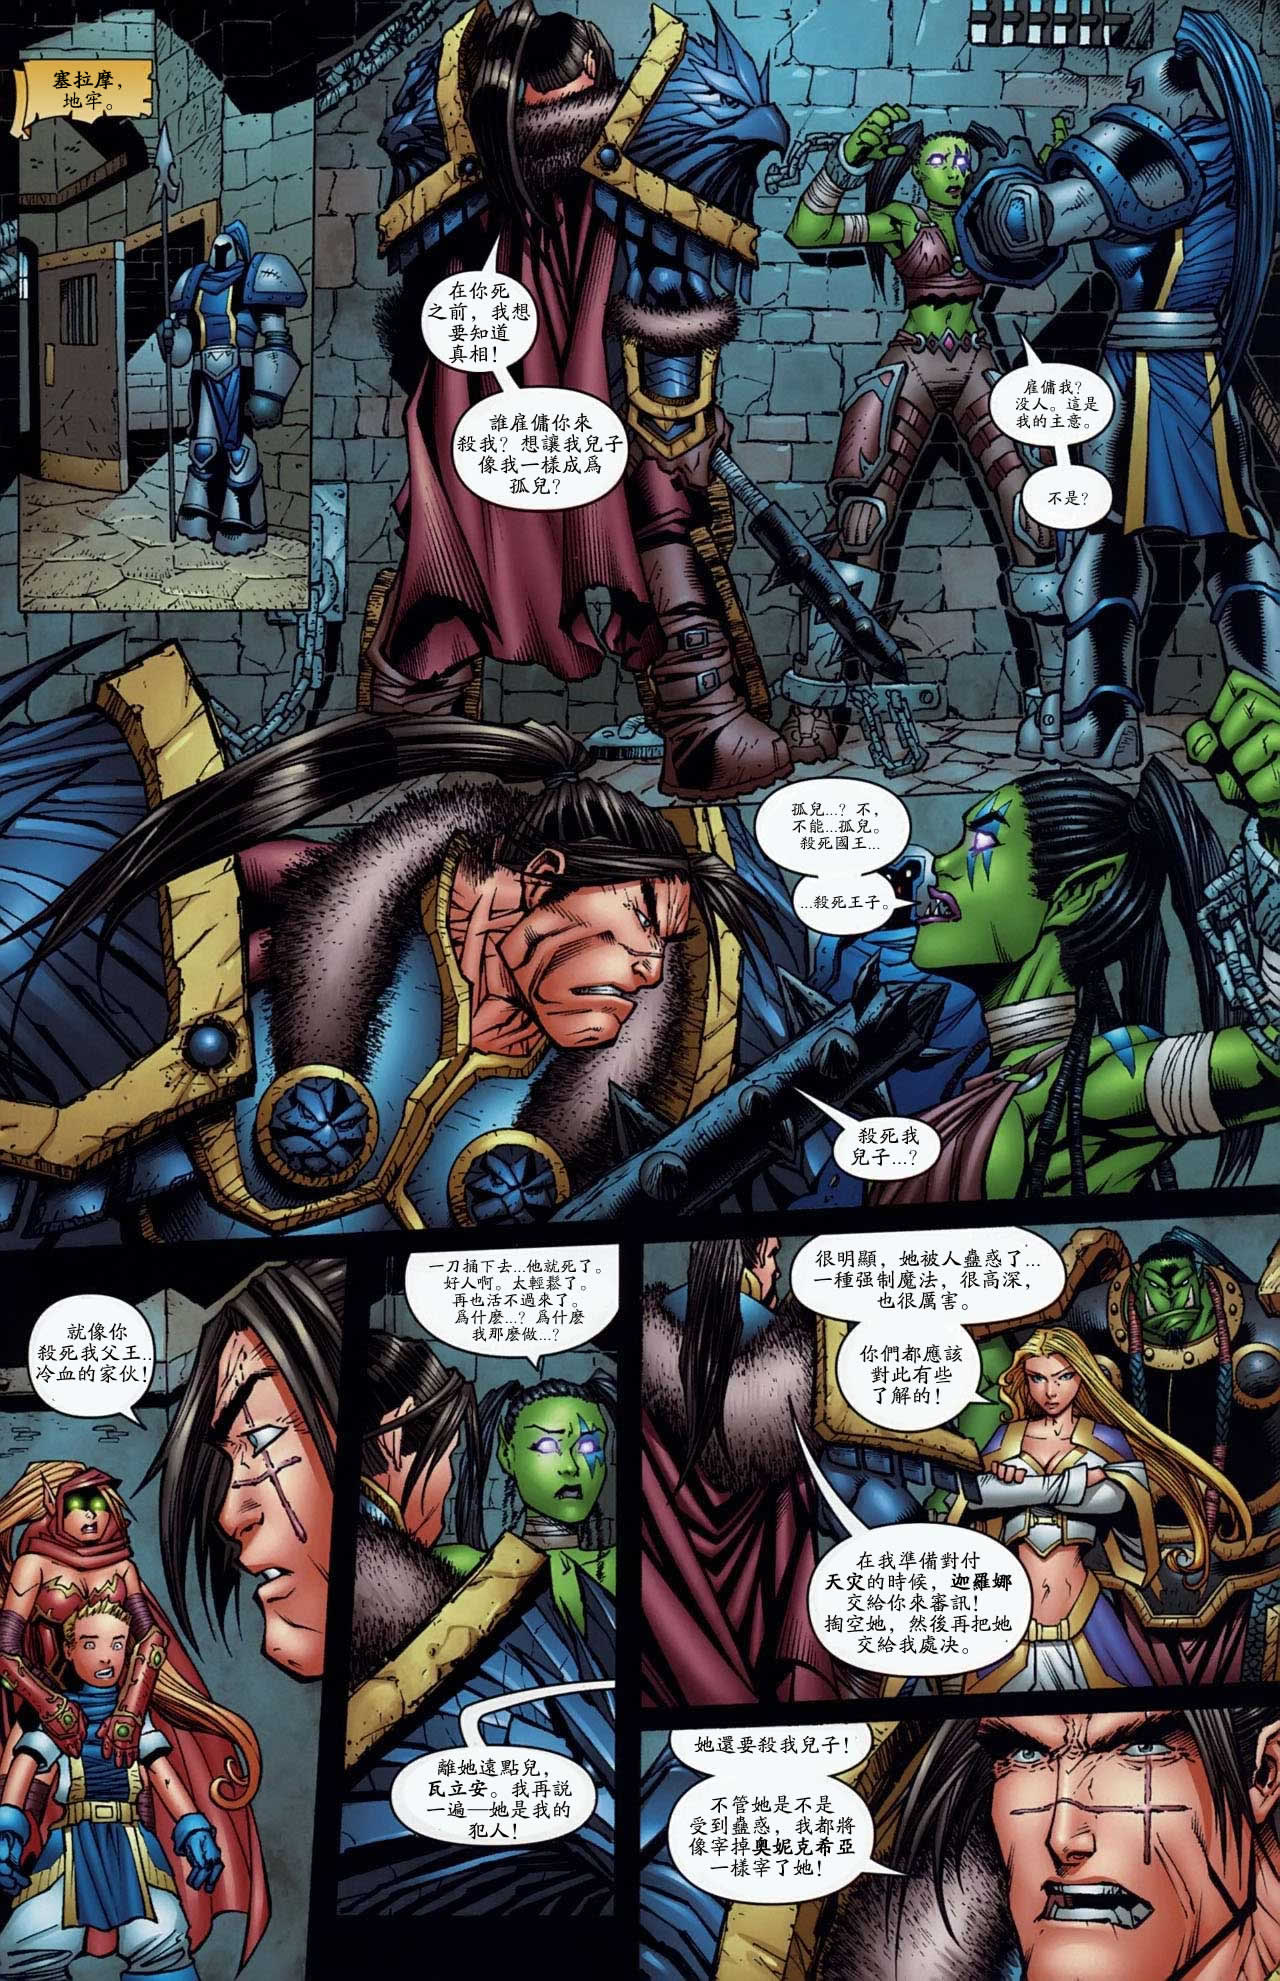 塞拉摩，
地牢。
在你死
之前，我想
要知道
真相！
誰雇傭你來
殺我？想讓我兒子
像我一樣成爲
孤兒？
雇傭我？
没人。這是
我的主意。
不是？
孤兒...？不，
不能...孤兒。
殺死國王...
...殺死王子。
殺死我
兒子...？
就像你
殺死我父王..
冷血的家伙！
一刀捅下去...他就死了。
好人啊。太輕鬆了。
再也活不過來了。
爲什麽...？爲什麽
我那麽做...？
離她遠點兒，
瓦立安。我再説
一遍—她是我的
犯人！
很明顯，她被人蠱惑了...
一種强制魔法，很高深，
也很厲害。
你們都應該
對此有些
了解的！
在我準備對付
天灾的時候，迦羅娜
交給你來審訊！
掏空她，然後再把她
交給我處决。
她還要殺我兒子！
不管她是不是
受到蠱惑，我都將
像宰掉奥妮克希亞
一樣宰了她！